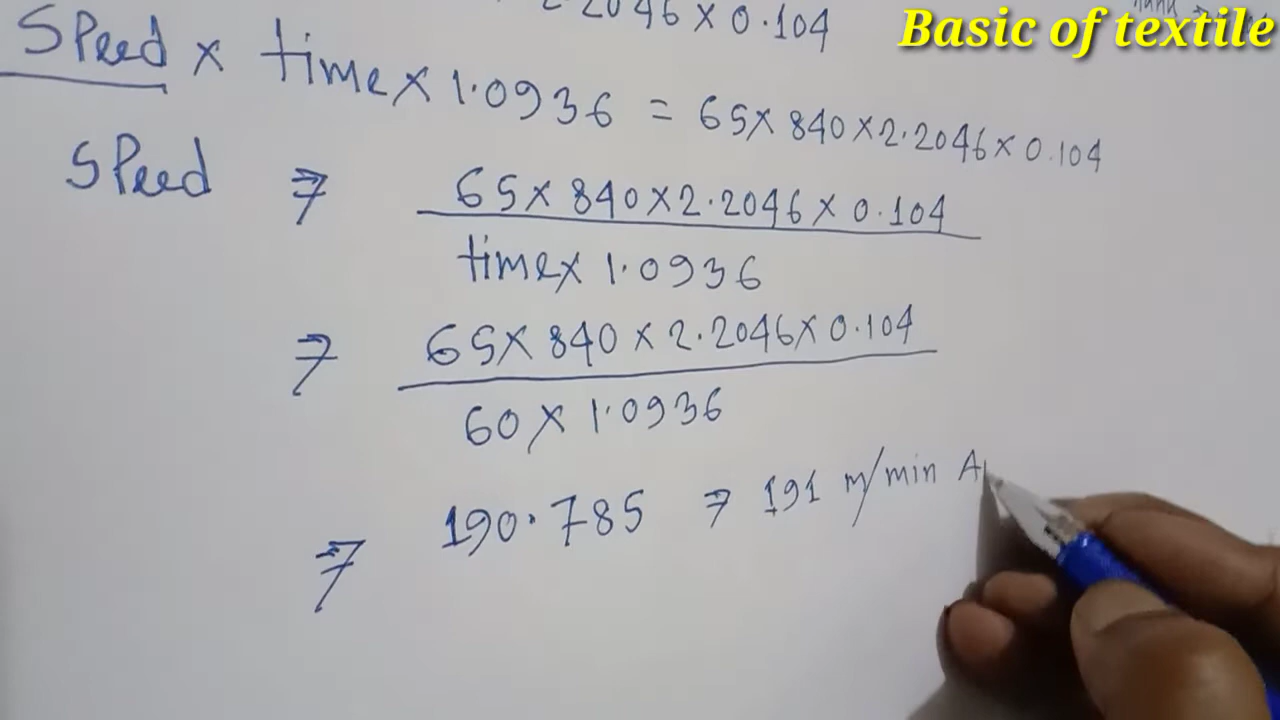 2.2046 × 0.104
Basic of textile
Speed × time × 1.0936 = 65 × 840 × 2.2046 × 0.104
Speed ⇒ 65 × 840 × 2.2046 × 0.104
time × 1.0936
⇒ 65 × 840 × 2.2046 × 0.104
60 × 1.0936
⇒ 190.785 ⇒ 191 m/min A